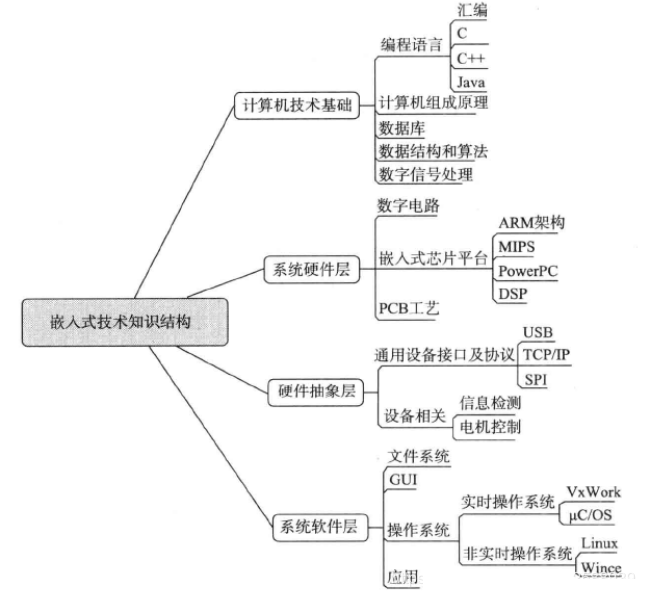 嵌入式技术知识结构
计算机技术基础
编程语言
汇编
C
C++
Java
计算机组成原理
数据库
数据结构和算法
数字信号处理
系统硬件层
数字电路
嵌入式芯片平台
ARM架构
MIPS
PowerPC
DSP
PCB工艺
硬件抽象层
通用设备接口及协议
USB
TCP/IP
SPI
设备相关
信息检测
电机控制
系统软件层
文件系统
GUI
操作系统
实时操作系统
VxWork
μC/OS
非实时操作系统
Linux
Wince
应用